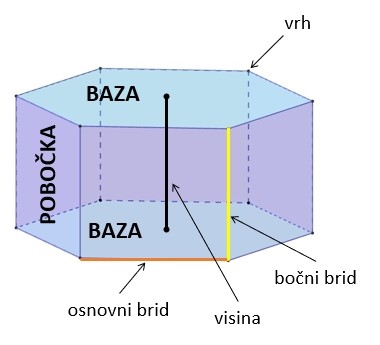 vrh
BAZA
POBOČKA
BAZA
bočni brid
osnovni brid
visina